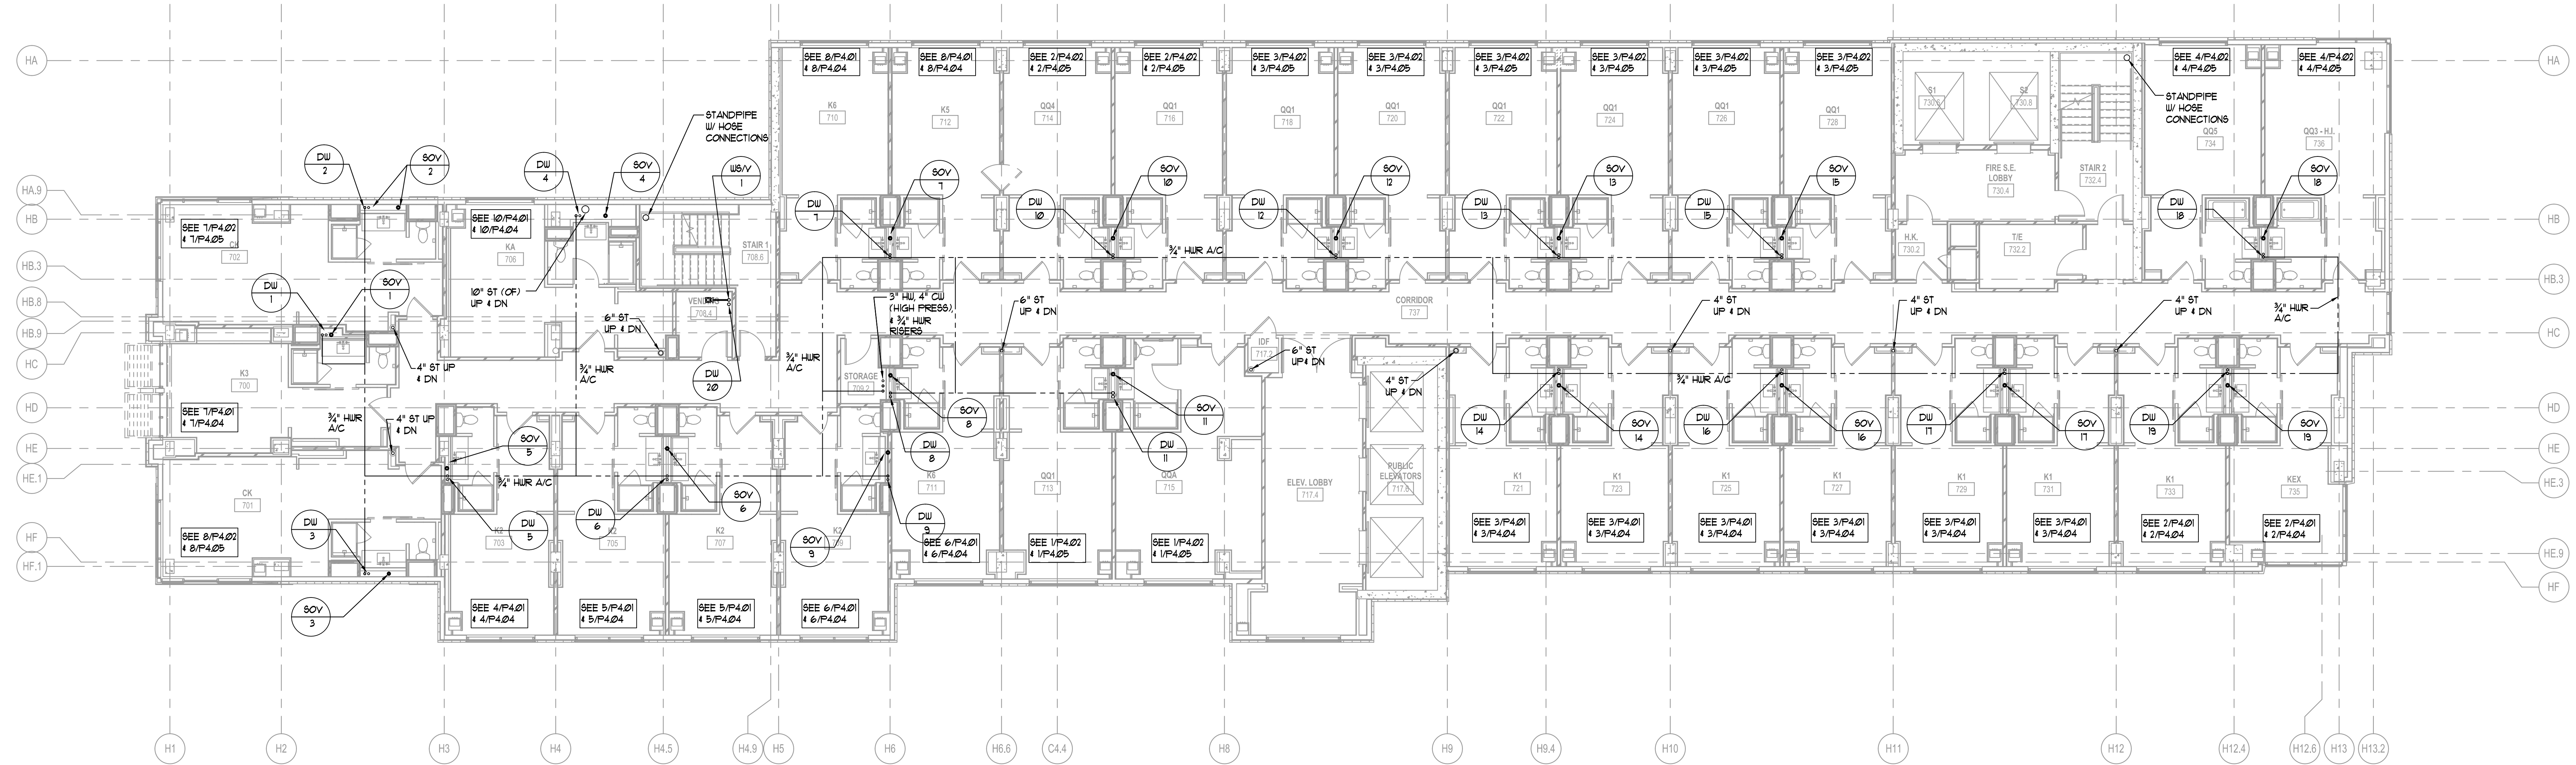 HA
HA.9
HB
HB.3
HB.8
HB.9
HC
HD
HE
HE.1
HF
HF.1
SEE 8/P4.01
& 8/P4.04
K6
710
SEE 8/P4.01
& 8/P4.04
K5
712
SEE 2/P4.02
& 2/P4.05
QQ4
714
SEE 2/P4.02
& 2/P4.05
QQ1
716
SEE 3/P4.02
& 3/P4.05
QQ1
718
SEE 3/P4.02
& 3/P4.05
QQ1
720
SEE 3/P4.02
& 3/P4.05
QQ1
722
SEE 3/P4.02
& 3/P4.05
QQ1
724
SEE 3/P4.02
& 3/P4.05
QQ1
726
SEE 3/P4.02
& 3/P4.05
QQ1
728
S1
730.6
S2
730.8
STANDPIPE
W/ HOSE
CONNECTIONS
SEE 4/P4.02
& 4/P4.05
QQ5
734
SEE 4/P4.02
& 4/P4.05
QQ3 - H.I.
736
FIRE S.E.
LOBBY
730.4
STAIR 2
732.4
H.K.
730.2
T/E
732.2
STANDPIPE
W/ HOSE
CONNECTIONS
DW
2
SOV
2
DW
4
SOV
4
WS/V
1
DW
7
SOV
7
DW
10
SOV
10
DW
12
SOV
12
DW
13
SOV
13
DW
15
SOV
15
DW
18
SOV
18
SEE 7/P4.02
& 7/P4.05
CK
702
SEE 10/P4.01
& 10/P4.04
KA
706
STAIR 1
708.6
DW
1
SOV
1
10" ST (OF)
UP & DN
VENDING
708.4
6" ST
UP & DN
3/4" HWR A/C
3" HW, 4" CW
(HIGH PRESS),
& 3/4" HWR
RISERS
6" ST
UP & DN
CORRIDOR
737
4" ST
UP & DN
4" ST
UP & DN
4" ST
UP & DN
3/4" HWR
A/C
K3
700
4" ST UP
& DN
3/4" HWR
A/C
DW
20
3/4" HWR
A/C
STORAGE
709.2
IDF
717.2
6" ST
UP & DN
4" ST
UP & DN
3/4" HWR A/C
SEE 7/P4.01
& 7/P4.04
3/4" HWR
A/C
4" ST UP
& DN
SOV
5
SOV
8
SOV
11
DW
8
DW
11
DW
14
SOV
14
DW
16
SOV
16
DW
17
SOV
17
DW
19
SOV
19
3/4" HWR A/C
CK
701
SEE 8/P4.02
& 8/P4.05
DW
3
SOV
3
DW
5
DW
6
SOV
6
SOV
9
DW
9
K2
703
K2
705
K2
707
K2
709
K6
711
SEE 6/P4.01
& 6/P4.04
QQ1
713
SEE 1/P4.02
& 1/P4.05
QQA
715
SEE 1/P4.02
& 1/P4.05
ELEV. LOBBY
717.4
PUBLIC
ELEVATORS
717.6
K1
721
SEE 3/P4.01
& 3/P4.04
K1
723
SEE 3/P4.01
& 3/P4.04
K1
725
SEE 3/P4.01
& 3/P4.04
K1
727
SEE 3/P4.01
& 3/P4.04
K1
729
SEE 3/P4.01
& 3/P4.04
K1
731
SEE 3/P4.01
& 3/P4.04
K1
733
SEE 2/P4.01
& 2/P4.04
KEX
735
SEE 2/P4.01
& 2/P4.04
SEE 4/P4.01
& 4/P4.04
SEE 5/P4.01
& 5/P4.04
SEE 5/P4.01
& 5/P4.04
SEE 6/P4.01
& 6/P4.04
HA
HB
HB.3
HC
HD
HE
HE.3
HE.9
HF
H1
H2
H3
H4
H4.5
H4.9
H5
H6
H6.6
C4.4
H8
H9
H9.4
H10
H11
H12
H12.4
H12.6
H13
H13.2